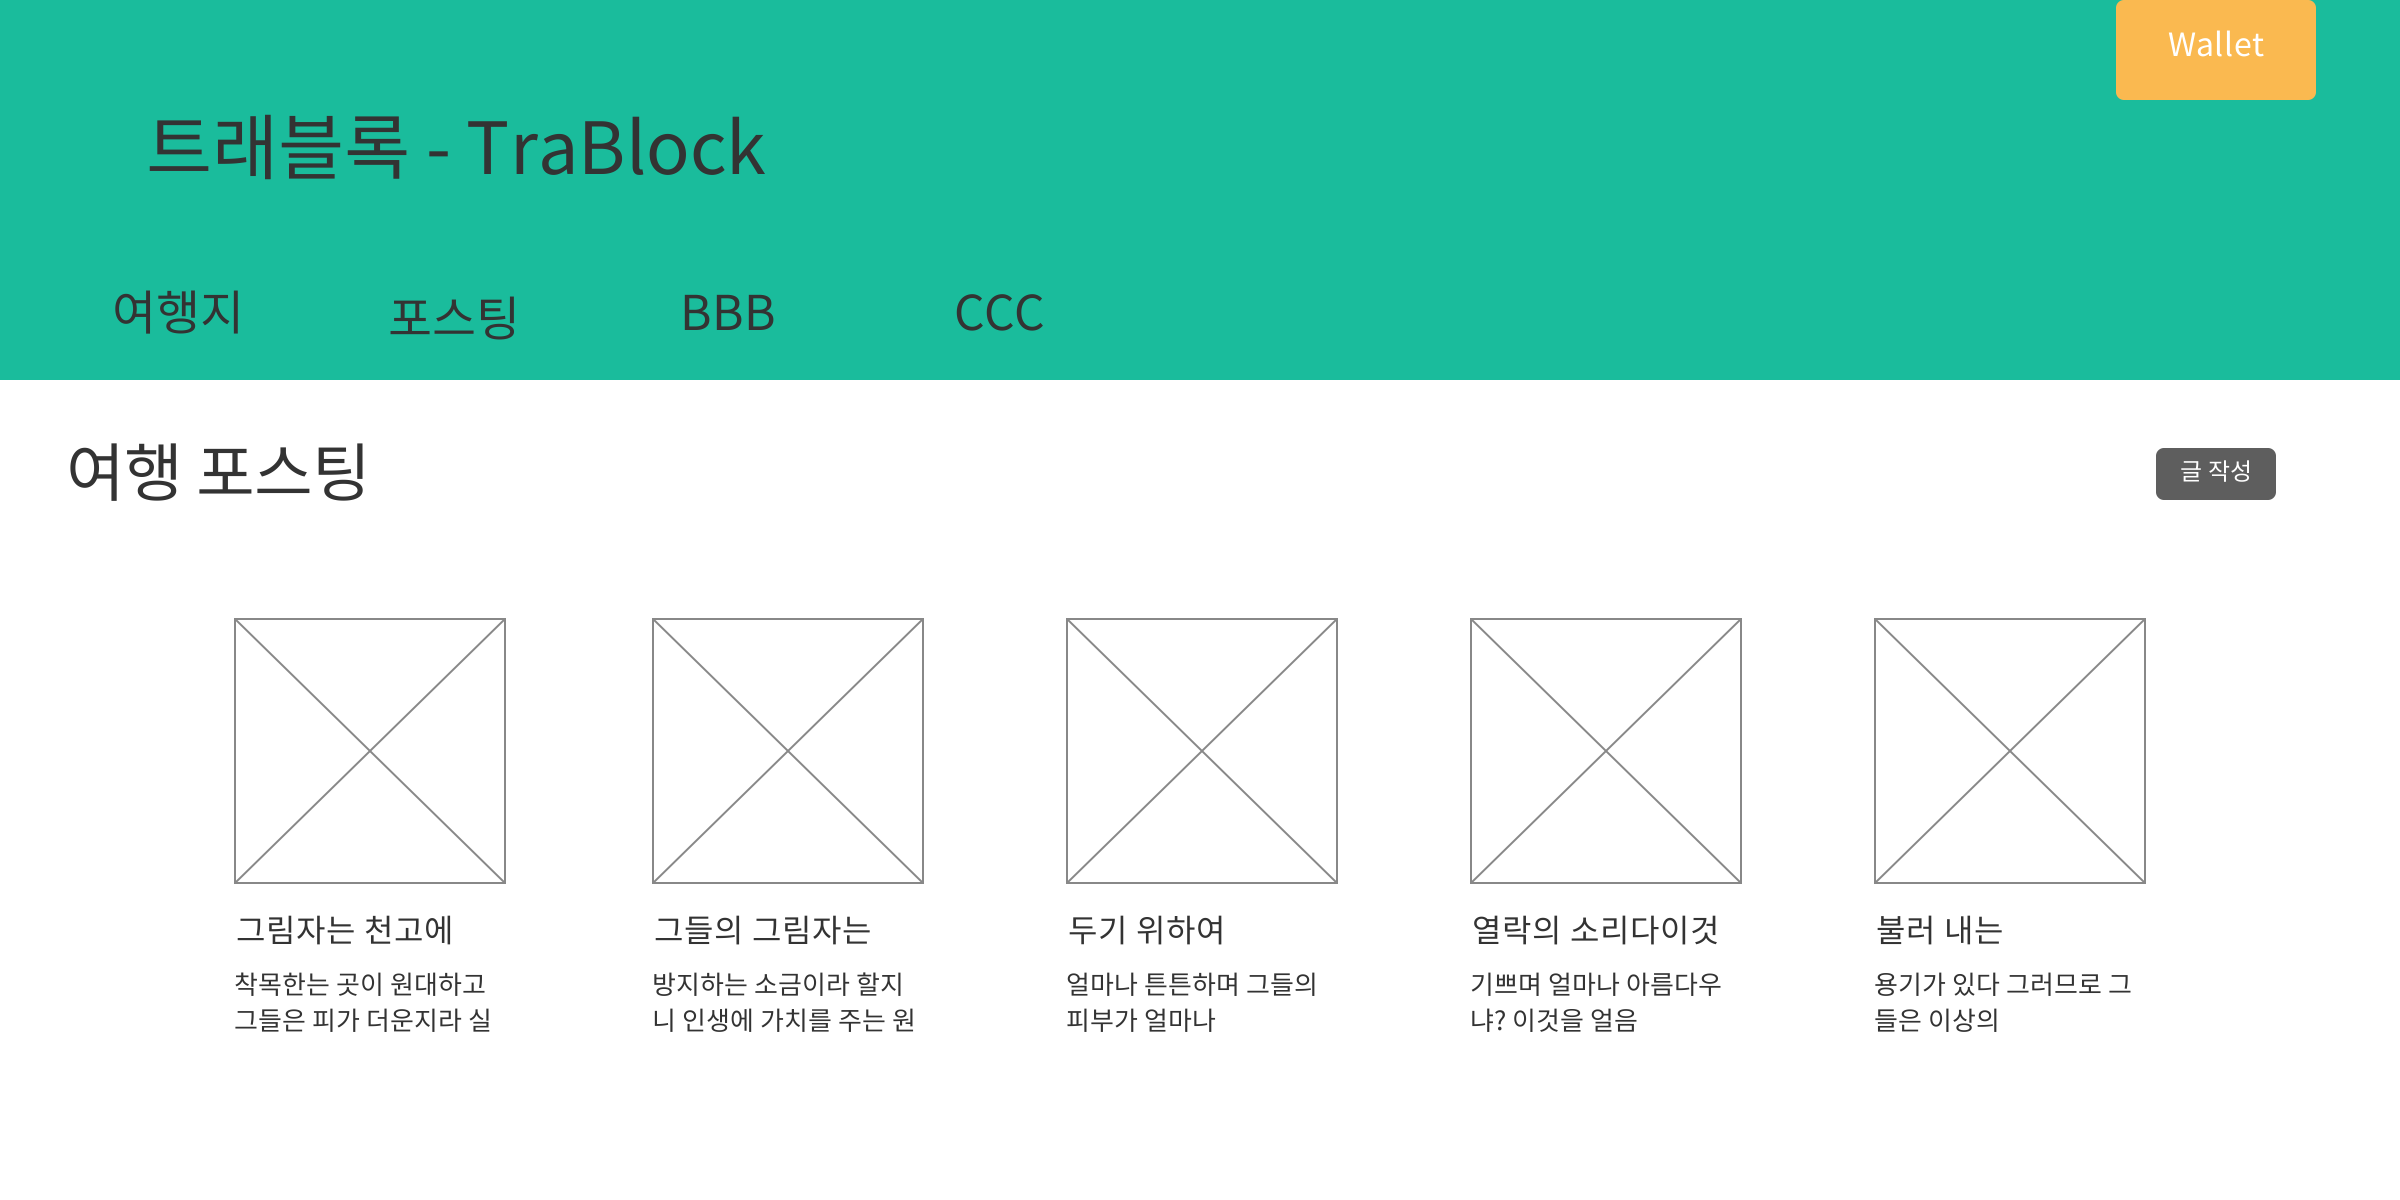 Wallet
트래블록 - TraBlock
여행지
포스팅
BBB
CCC
여행 포스팅
글 작성
그림자는 천고에
착목한는 곳이 원대하고
그들은 피가 더운지라 실
그들의 그림자는
방지하는 소금이라 할지
니 인생에 가치를 주는 원
두기 위하여
얼마나 튼튼하며 그들의
피부가 얼마나
열락의 소리다이것
기쁘며 얼마나 아름다우
냐? 이것을 얼음
불러 내는
용기가 있다 그러므로 그
들은 이상의